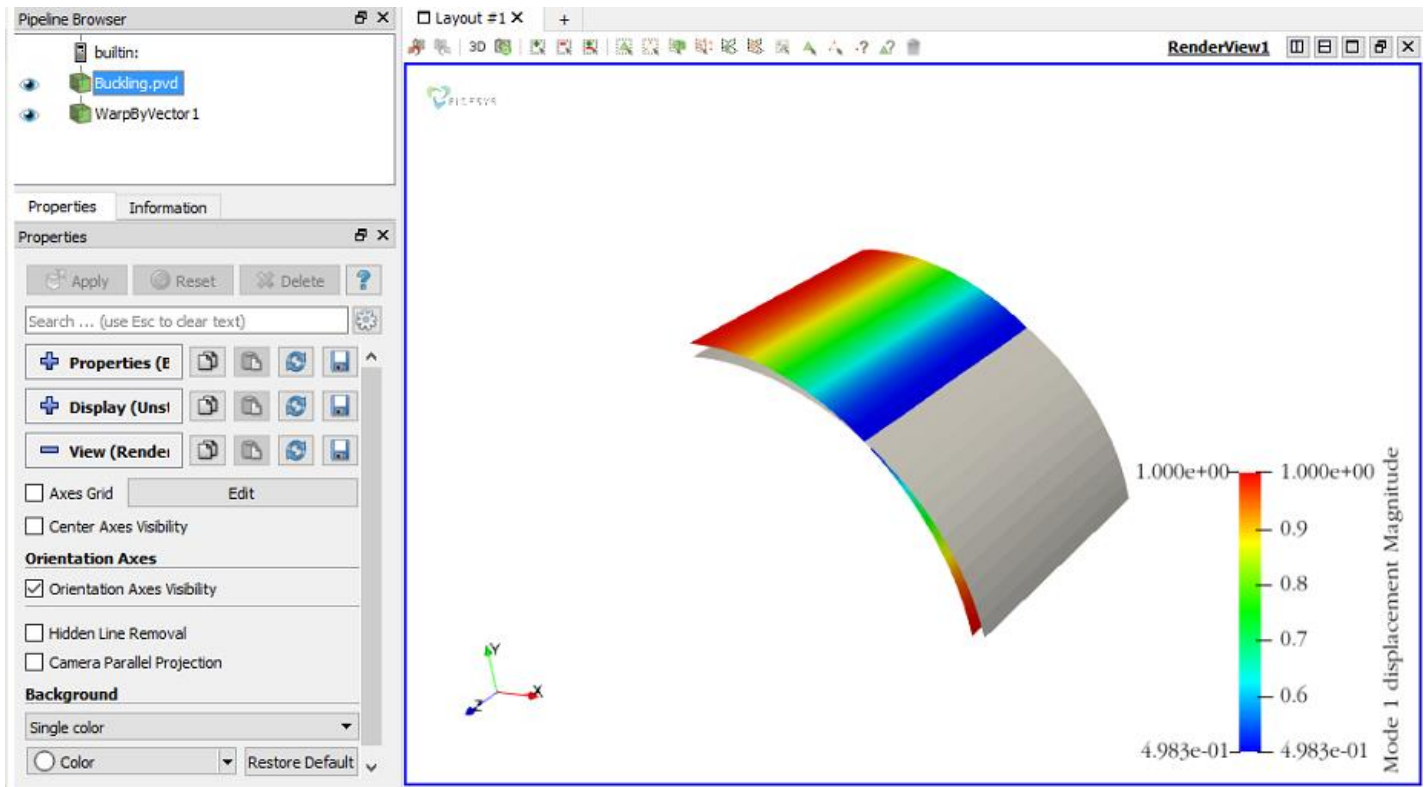 Pipeline Browser
builtin:
Buckling.pvd
WarpByVector1
Properties
Information
Properties
Apply
Reset
Delete
?
Search ... (use Esc to clear text)
Properties (B
Display (Unst
View (Render
Axes Grid
Edit
Center Axes Visibility
Orientation Axes
Orientation Axes Visibility
Hidden Line Removal
Camera Parallel Projection
Background
Single color
Color
Restore Default
Layout #1
+
3D
RenderView1
FIDESYS
Y
X
Z
1.000e+00
1.000e+00
0.9
0.8
0.7
0.6
4.983e-01
4.983e-01
Mode 1 displacement Magnitude